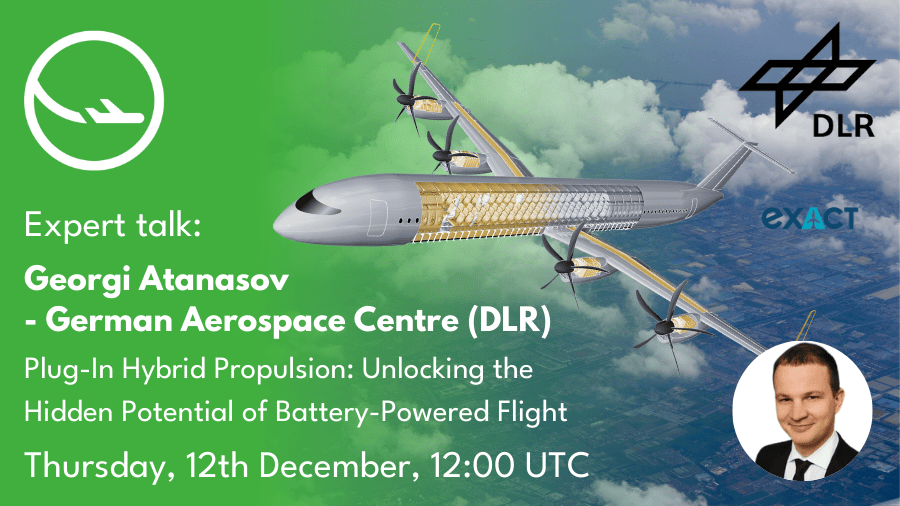 Expert talk:
Georgi Atanasov
- German Aerospace Centre (DLR)
Plug-In Hybrid Propulsion: Unlocking the
Hidden Potential of Battery-Powered Flight
Thursday, 12th December, 12:00 UTC
DLR
exACT